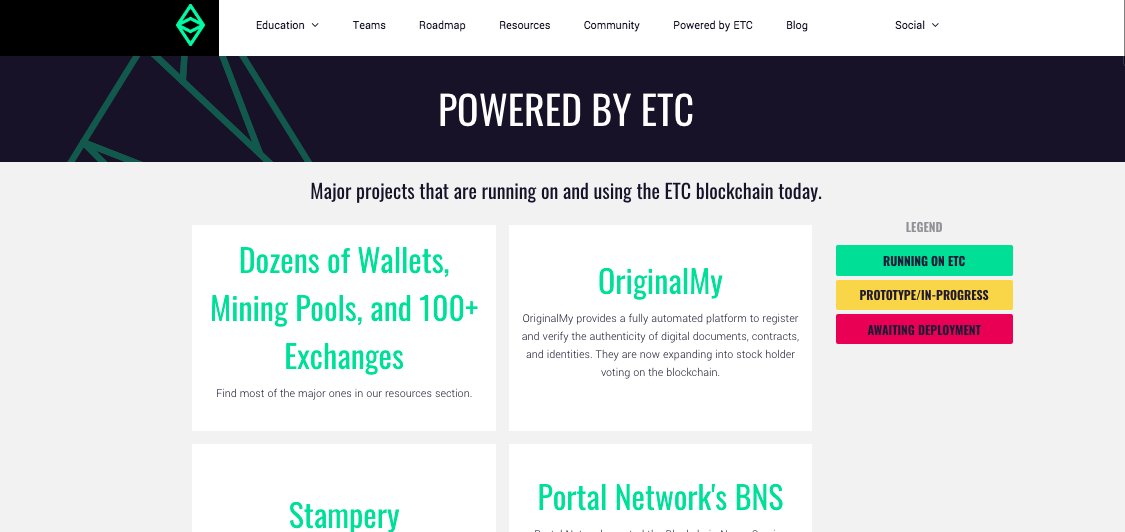 Education Teams Roadmap Resources Community Powered by ETC Blog Social
POWERED BY ETC
Major projects that are running on and using the ETC blockchain today.
Dozens of Wallets,
Mining Pools, and 100+
Exchanges
Find most of the major ones in our resources section.
OriginalMy
OriginalMy provides a fully automated platform to register
and verify the authenticity of digital documents, contracts,
and identities. They are now expanding into stock holder
voting on the blockchain.
LEGEND
RUNNING ON ETC
PROTOTYPE/IN-PROGRESS
AWAITING DEPLOYMENT
Stampery
Portal Network's BNS